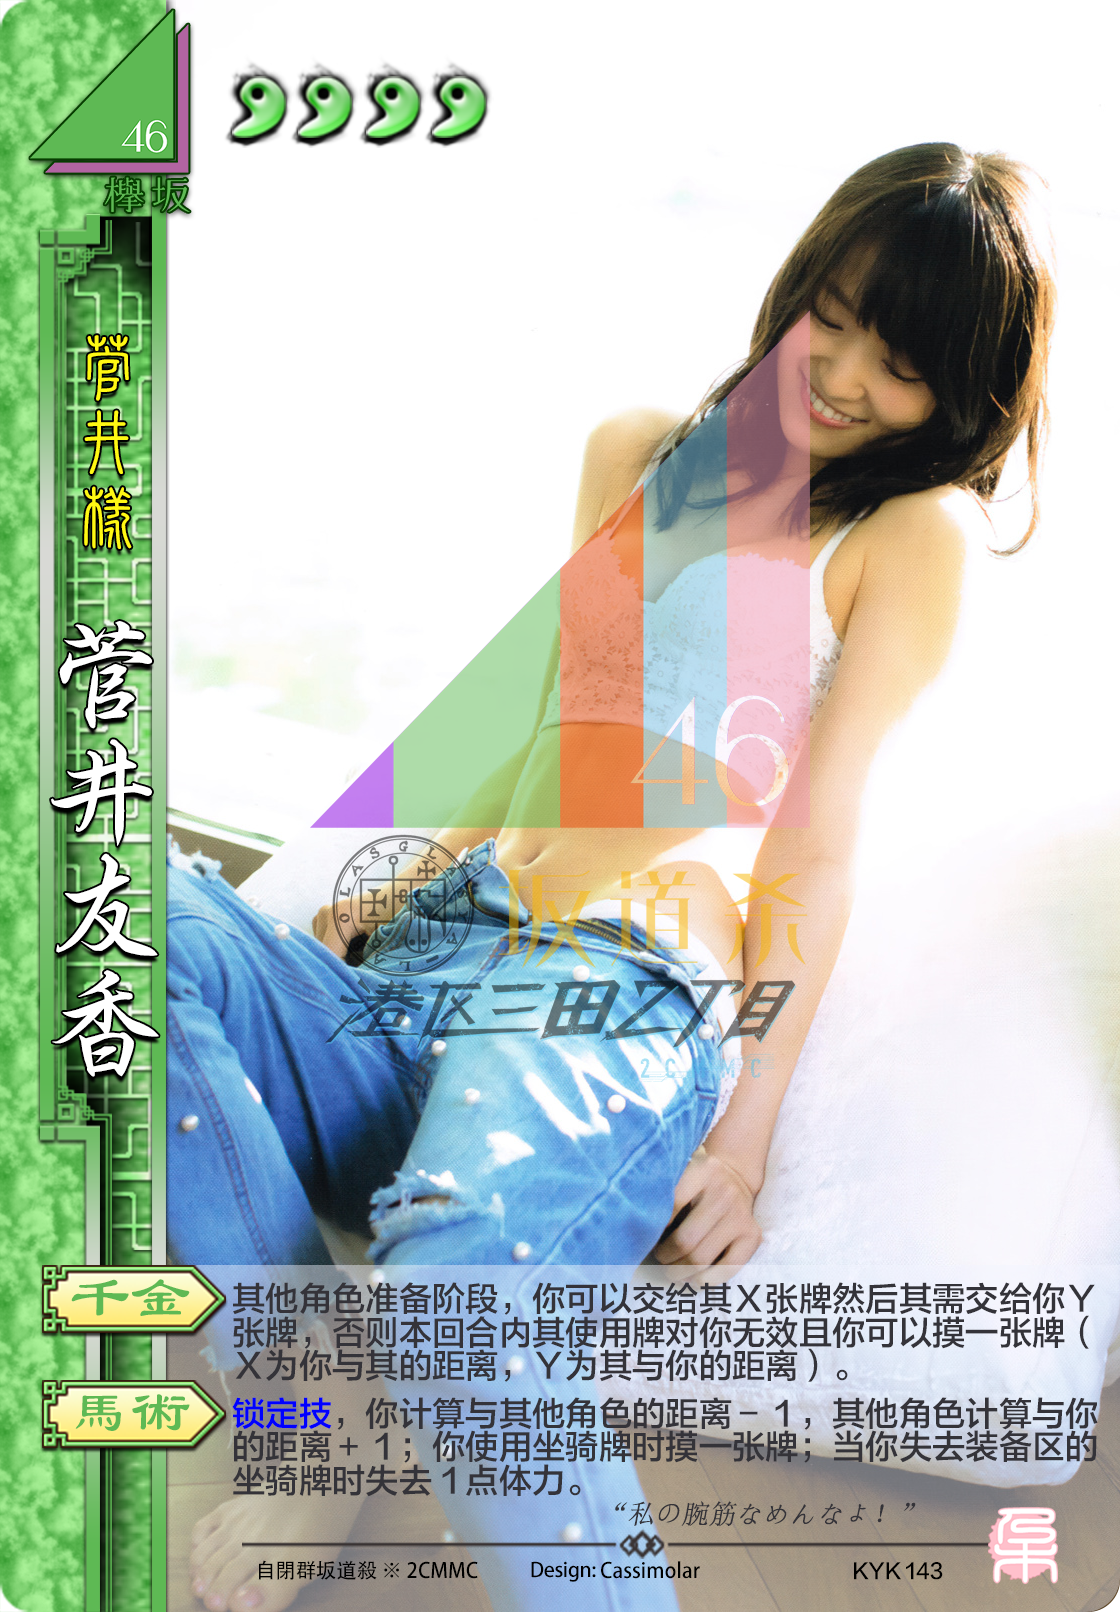 46
欅坂
菅井様
菅井友香
46
坂道杀
港区三田2丁目
2CMMC
千金
其他角色准备阶段，你可以交给其X张牌然后其需交给你Y
张牌，否则本回合内其使用牌对你无效且你可以摸一张牌（
X为你与其的距离，Y为其与你的距离）。
馬術
锁定技，你计算与其他角色的距离－1，其他角色计算与你
的距离＋1；你使用坐骑牌时摸一张牌；当你失去装备区的
坐骑牌时失去1点体力。
“私の腕筋なめんなよ！”
自閉群坂道殺 ※ 2CMMC
Design: Cassimolar
KYK 143